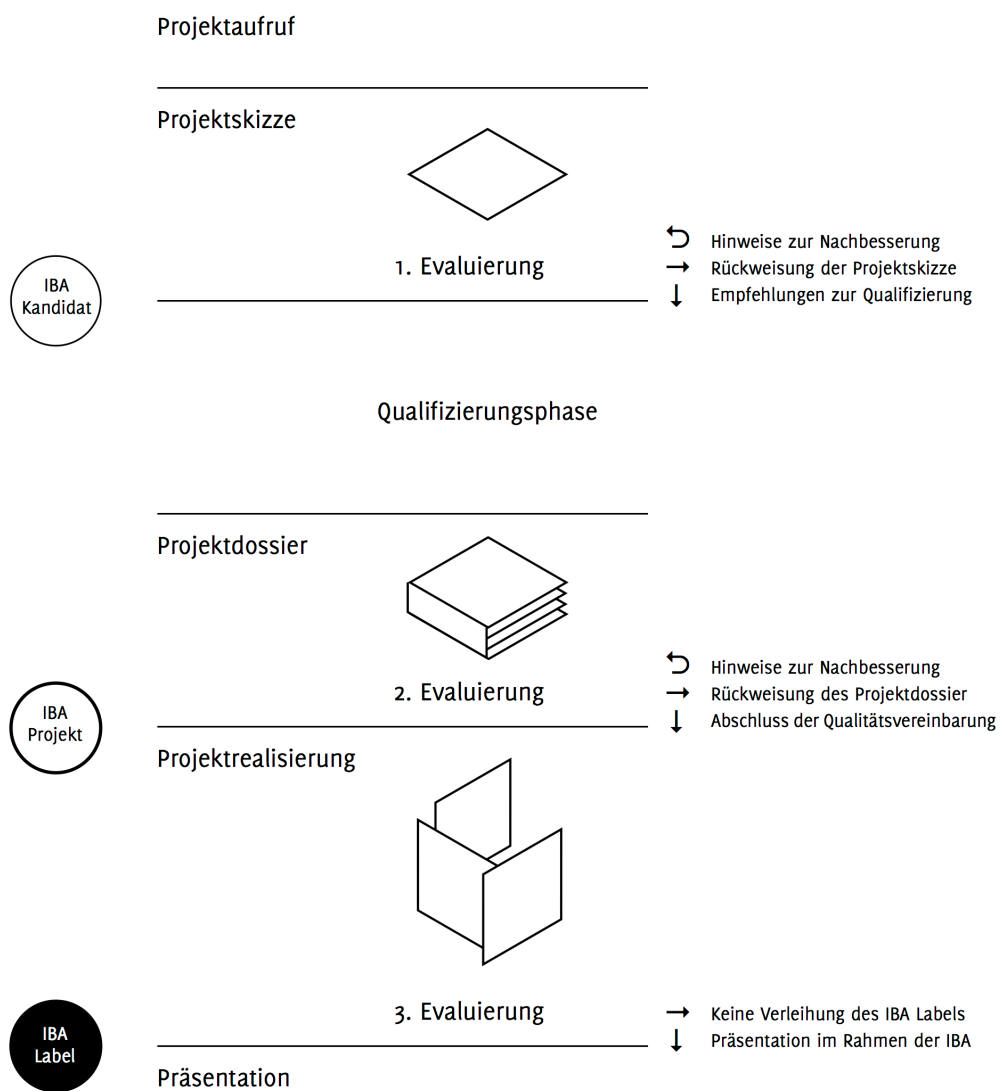 Projektaufruf
Projektskizze
1. Evaluierung
Hinweise zur Nachbesserung
Rückweisung der Projektskizze
Empfehlungen zur Qualifizierung
IBA
Kandidat
Qualifizierungsphase
Projektdossier
2. Evaluierung
Hinweise zur Nachbesserung
Rückweisung des Projektdossier
Abschluss der Qualitätsvereinbarung
IBA
Projekt
Projektrealisierung
3. Evaluierung
Keine Verleihung des IBA Labels
Präsentation im Rahmen der IBA
IBA
Label
Präsentation